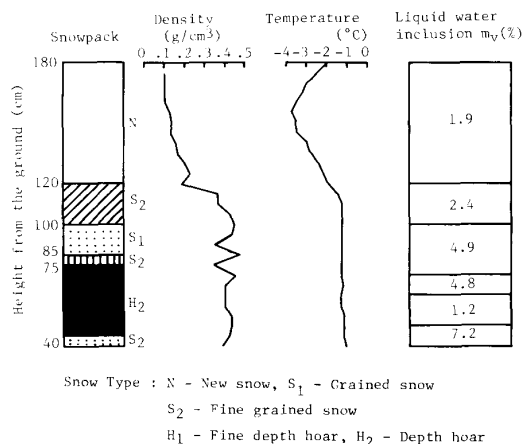 Snowpack
Density
(g/cm3)
Temperature
(°C)
Liquid water
inclusion mv(%)
0 .1 .2 .3 .4 .5
-4-3-2-1 0
Height from the ground (cm)
180
120
100
85
75
40
N
S2
S1
S2
H2
S2
1.9
2.4
4.9
4.8
1.2
7.2
Snow Type : N - New snow, S1 - Grained snow
S2 - Fine grained snow
H1 - Fine depth hoar, H2 - Depth hoar